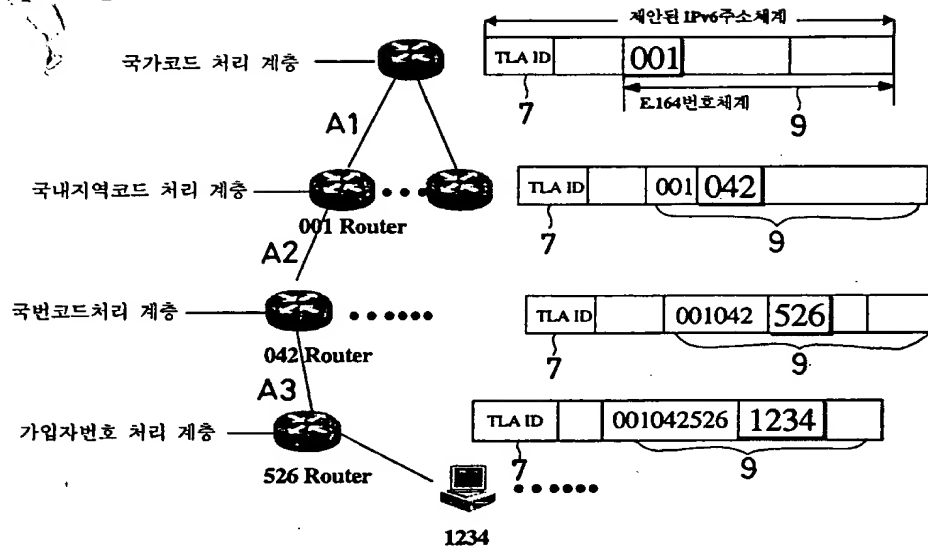 제안된 IPv6주소체계
국가코드 처리 계층
TLA ID
001
7
E.164번호체계
9
A1
국내지역코드 처리 계층
TLA ID
001
042
001 Router
7
9
A2
국번코드처리 계층
TLA ID
001042
526
042 Router
7
9
A3
가입자번호 처리 계층
TLA ID
001042526
1234
526 Router
7
9
1234